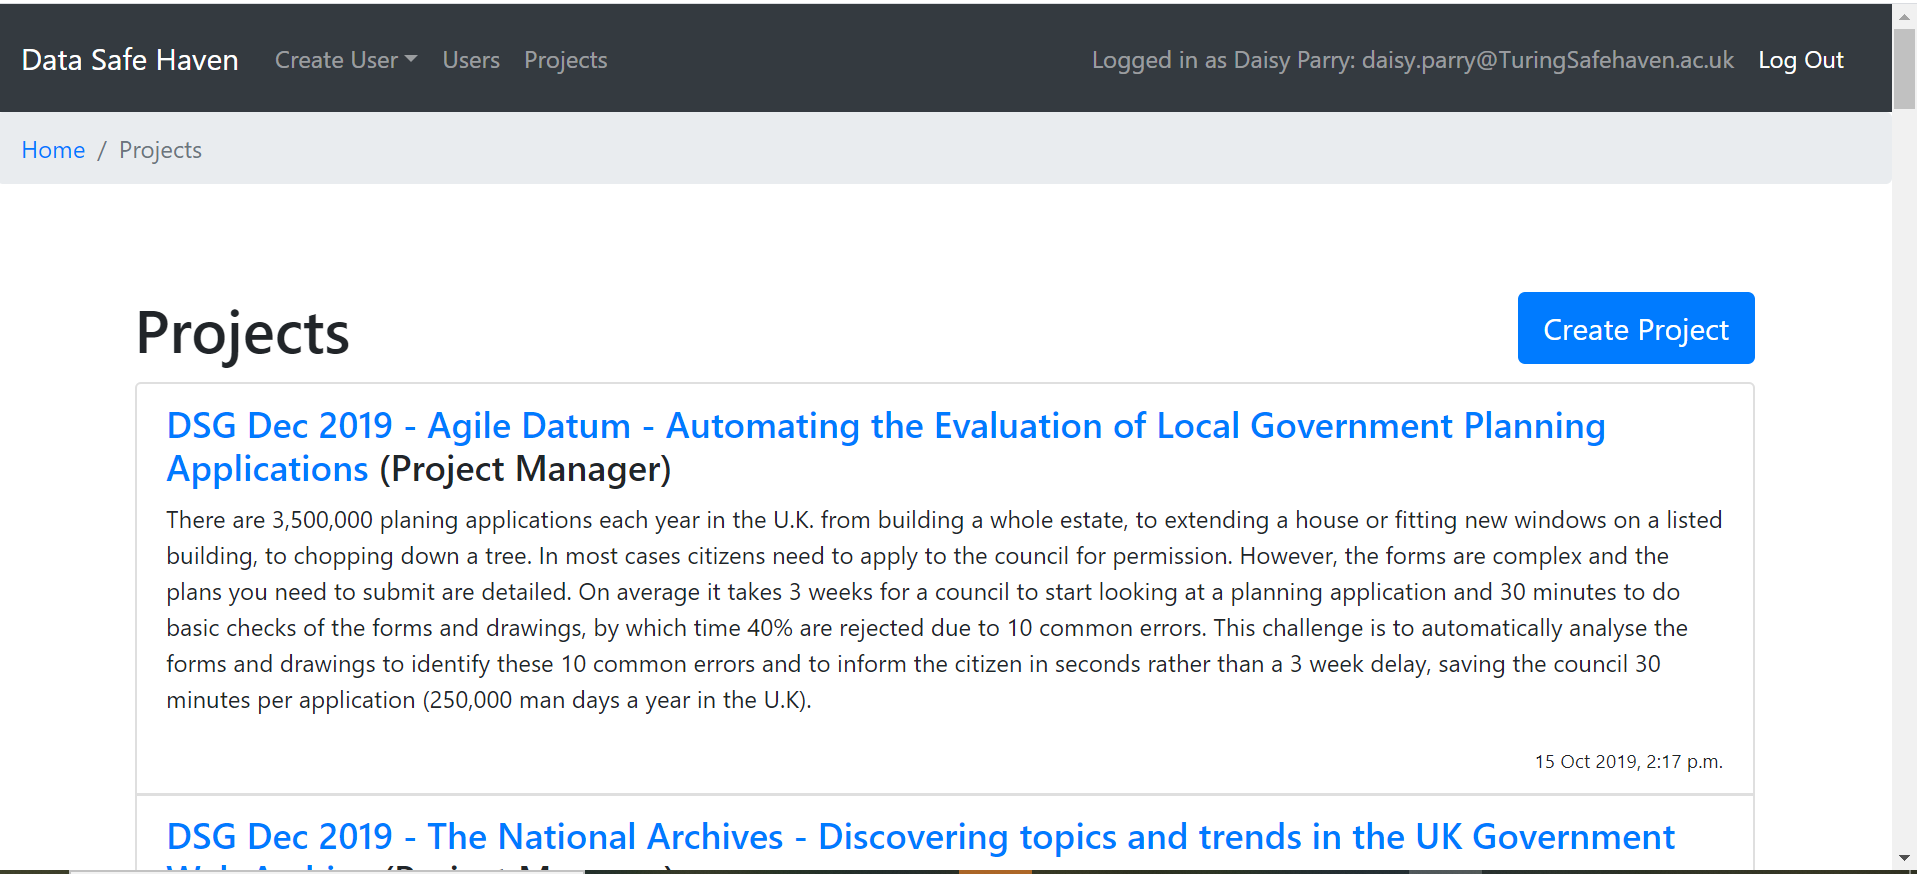 Data Safe Haven Create User Users Projects Logged in as Daisy Parry: daisy.parry@TuringSafehaven.ac.uk Log Out
Home / Projects
Projects
Create Project
DSG Dec 2019 - Agile Datum - Automating the Evaluation of Local Government Planning
Applications (Project Manager)
There are 3,500,000 planing applications each year in the U.K. from building a whole estate, to extending a house or fitting new windows on a listed
building, to chopping down a tree. In most cases citizens need to apply to the council for permission. However, the forms are complex and the
plans you need to submit are detailed. On average it takes 3 weeks for a council to start looking at a planning application and 30 minutes to do
basic checks of the forms and drawings, by which time 40% are rejected due to 10 common errors. This challenge is to automatically analyse the
forms and drawings to identify these 10 common errors and to inform the citizen in seconds rather than a 3 week delay, saving the council 30
minutes per application (250,000 man days a year in the U.K).
15 Oct 2019, 2:17 p.m.
DSG Dec 2019 - The National Archives - Discovering topics and trends in the UK Government